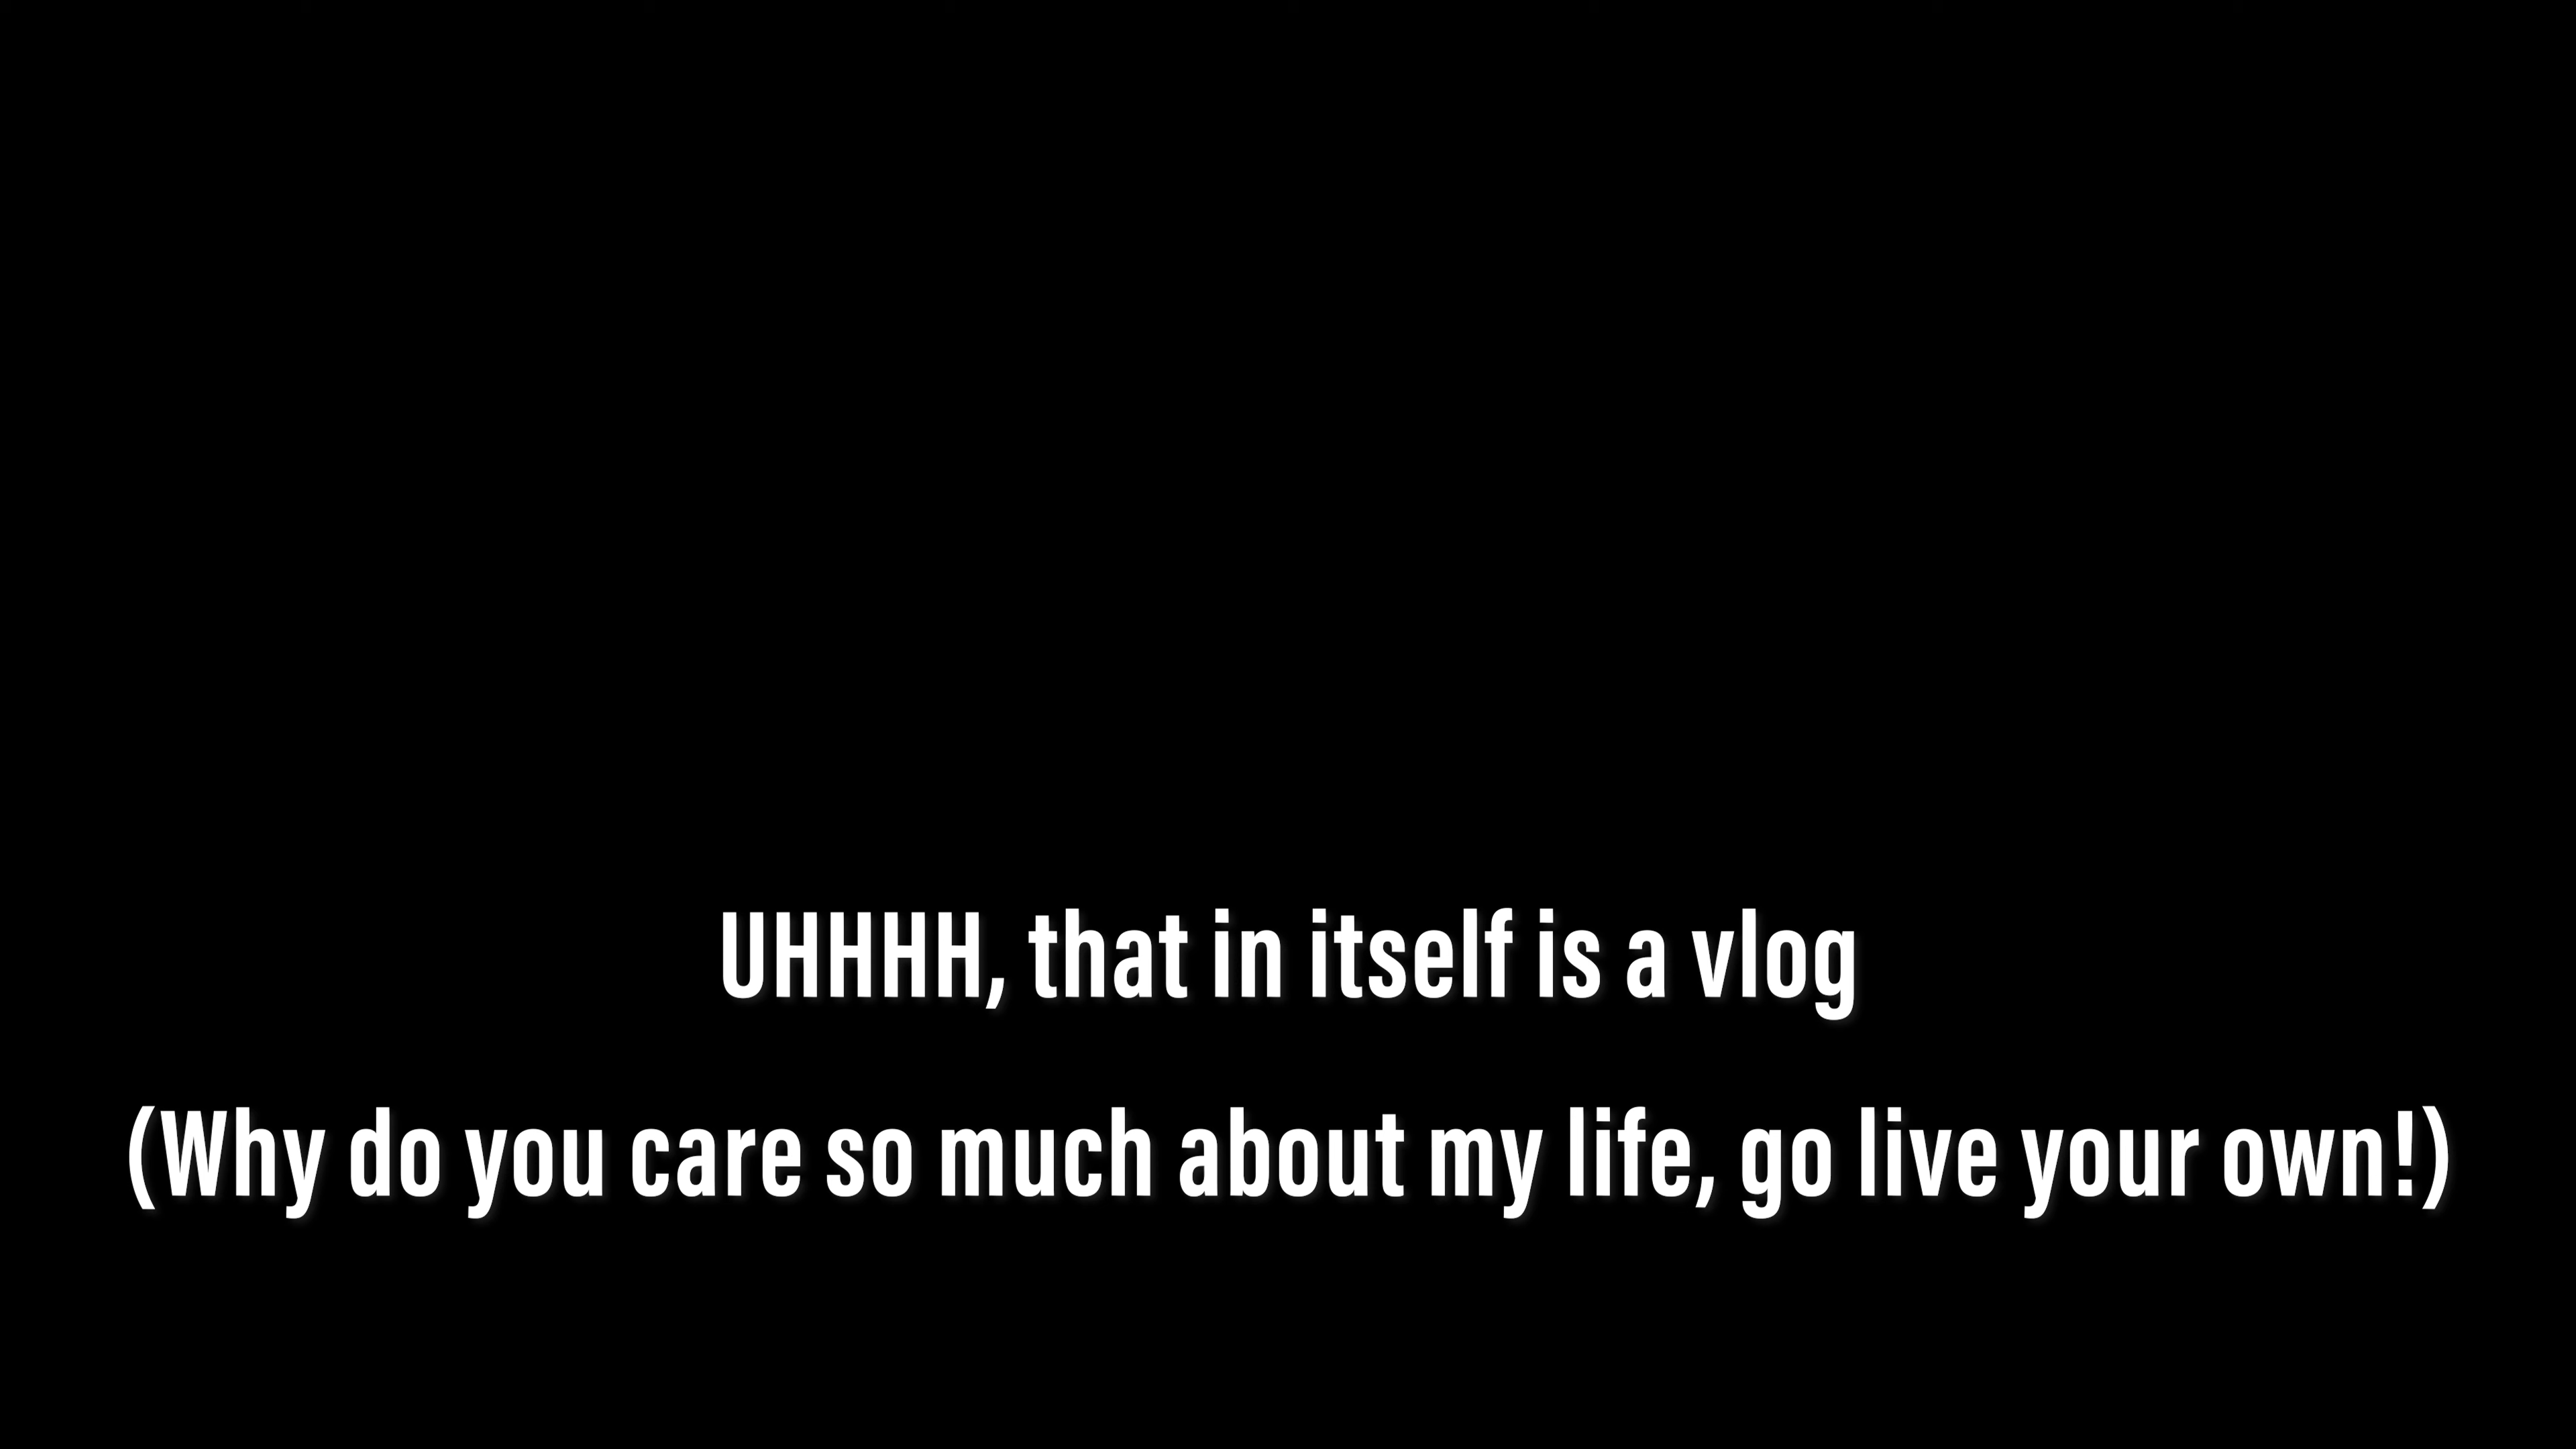 UHHHH, that in itself is a vlog
(Why do you care so much about my life, go live your own!)